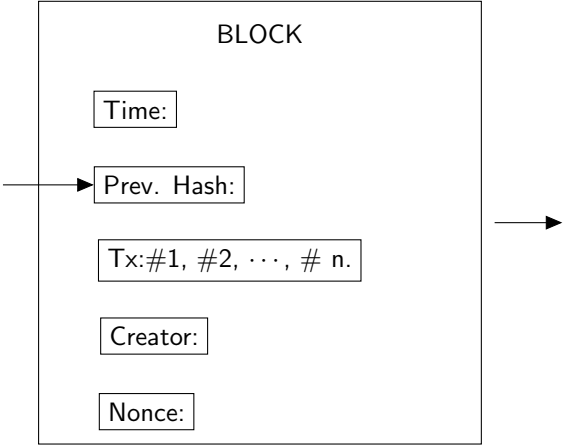 BLOCK
Time:
Prev. Hash:
Tx:#1, #2, ⋯, # n.
Creator:
Nonce: